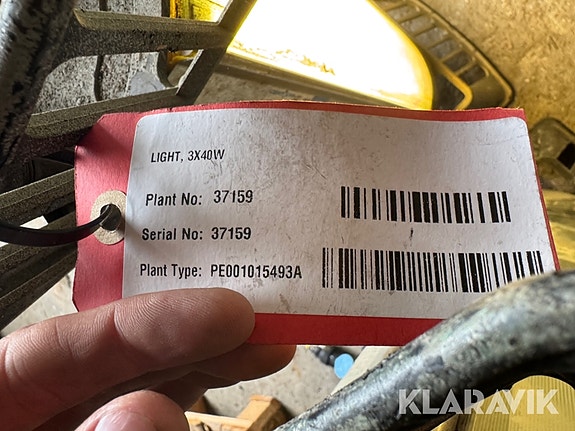 LIGHT, 3X40W
Plant No: 37159
Serial No: 37159
Plant Type: PE001015493A
KLARAVIK